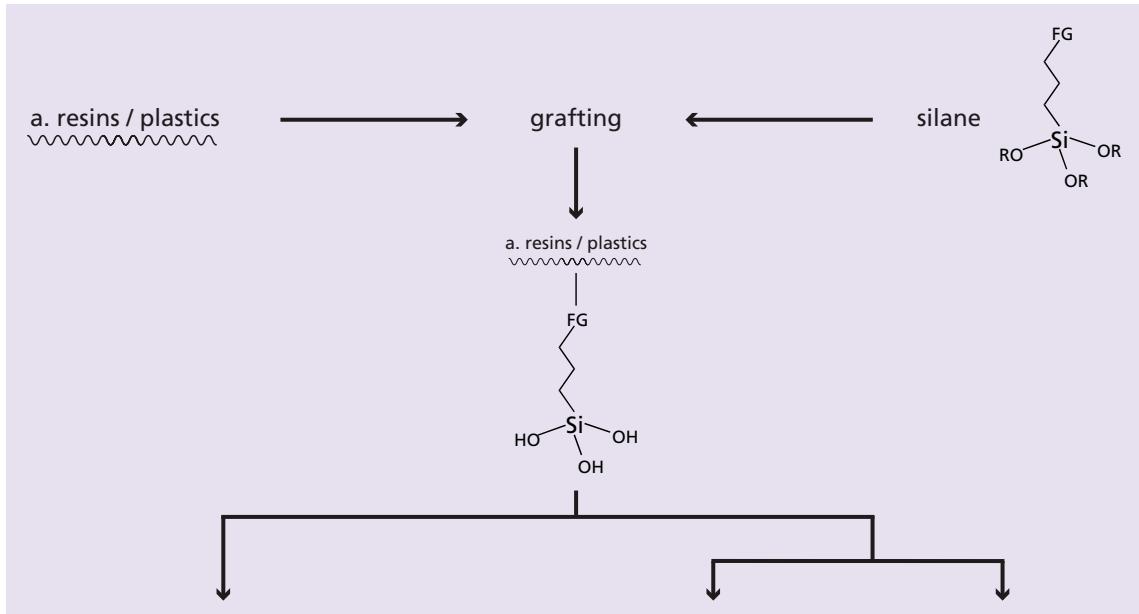 FG
a. resins / plastics grafting silane
Si
RO OR
OR
a. resins / plastics
FG
Si
HO OH
OH